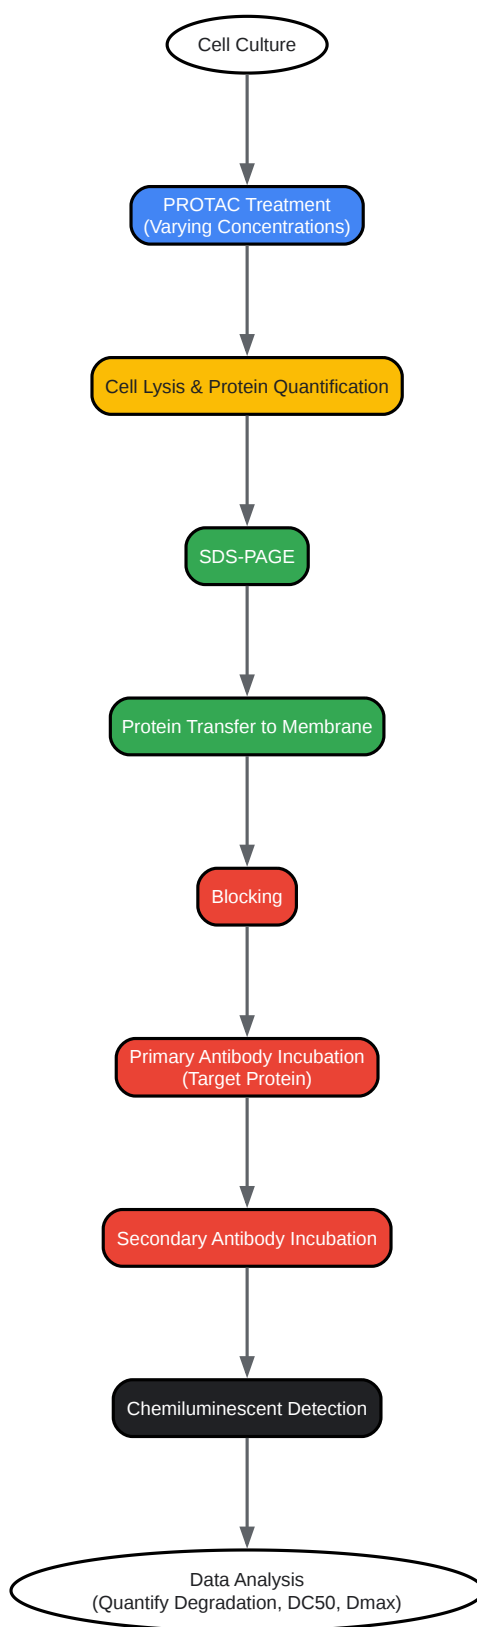 Cell Culture
PROTAC Treatment
(Varying Concentrations)
Cell Lysis & Protein Quantification
SDS-PAGE
Protein Transfer to Membrane
Blocking
Primary Antibody Incubation
(Target Protein)
Secondary Antibody Incubation
Chemiluminescent Detection
Data Analysis
(Quantify Degradation, DC50, Dmax)